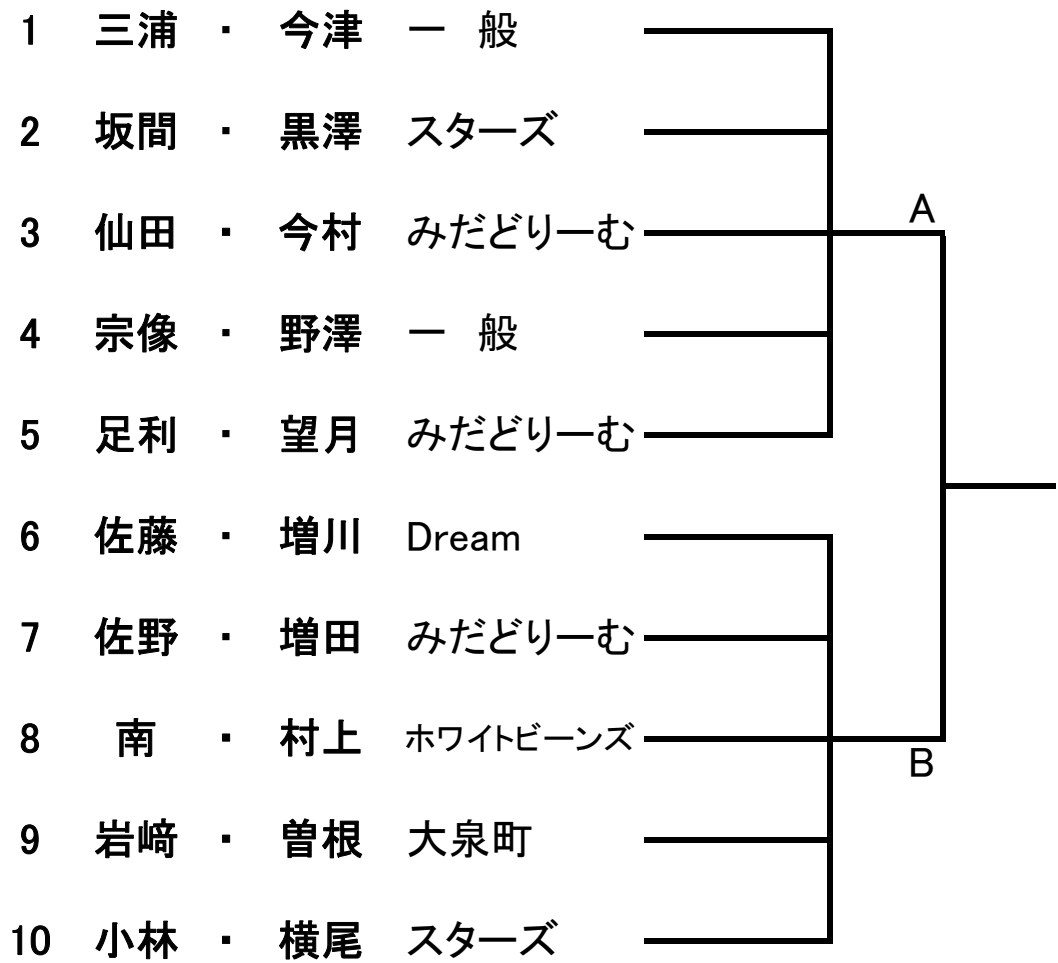 1 三浦 ・ 今津 一 般
2 坂間 ・ 黒澤 スターズ
A
3 仙田 ・ 今村 みだどりーむ
4 宗像 ・ 野澤 一 般
5 足利 ・ 望月 みだどりーむ
6 佐藤 ・ 増川 Dream
7 佐野 ・ 増田 みだどりーむ
8 南 ・ 村上 ホワイトビーンズ
B
9 岩﨑 ・ 曽根 大泉町
10 小林 ・ 横尾 スターズ